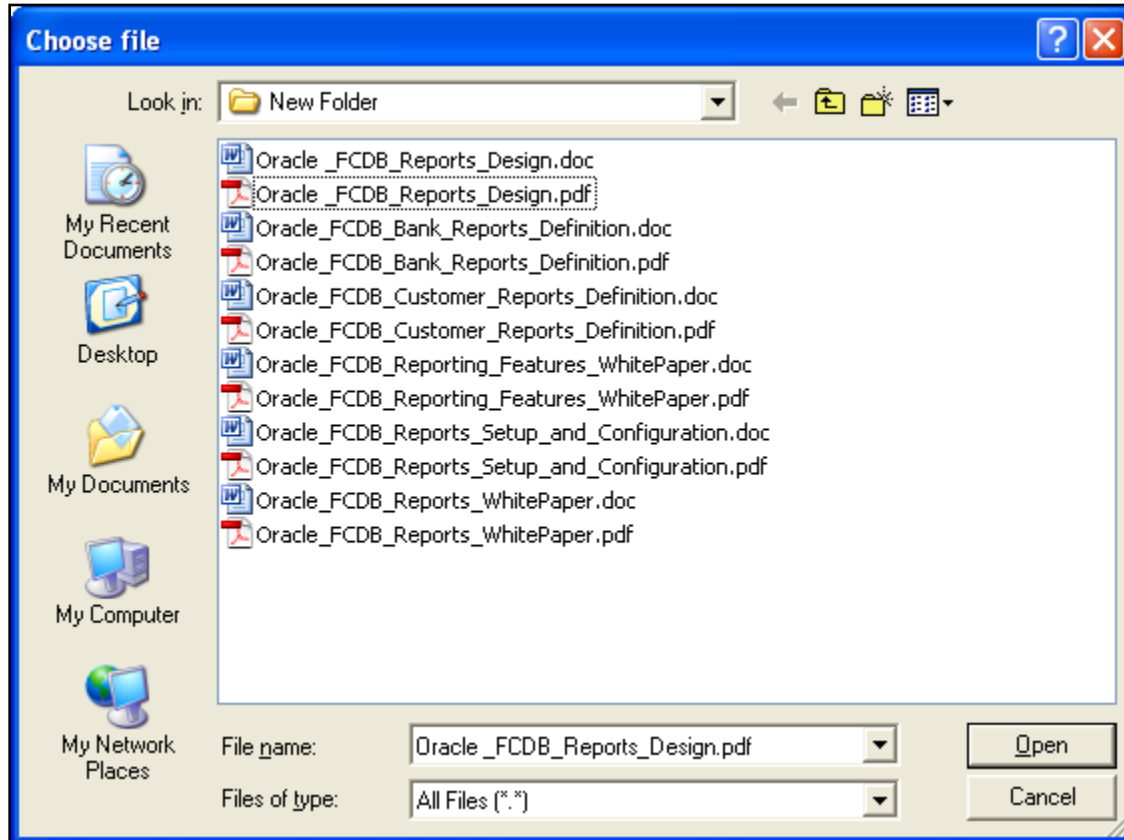 Choose file
Look in: New Folder
My Recent
Documents
Desktop
My Documents
My Computer
My Network
Places
Oracle _FCDB_Reports_Design.doc
Oracle _FCDB_Reports_Design.pdf
Oracle_FCDB_Bank_Reports_Definition.doc
Oracle_FCDB_Bank_Reports_Definition.pdf
Oracle_FCDB_Customer_Reports_Definition.doc
Oracle_FCDB_Customer_Reports_Definition.pdf
Oracle_FCDB_Reporting_Features_WhitePaper.doc
Oracle_FCDB_Reporting_Features_WhitePaper.pdf
Oracle_FCDB_Reports_Setup_and_Configuration.doc
Oracle_FCDB_Reports_Setup_and_Configuration.pdf
Oracle_FCDB_Reports_WhitePaper.doc
Oracle_FCDB_Reports_WhitePaper.pdf
File name: Oracle _FCDB_Reports_Design.pdf Open
Files of type: All Files (*.*) Cancel